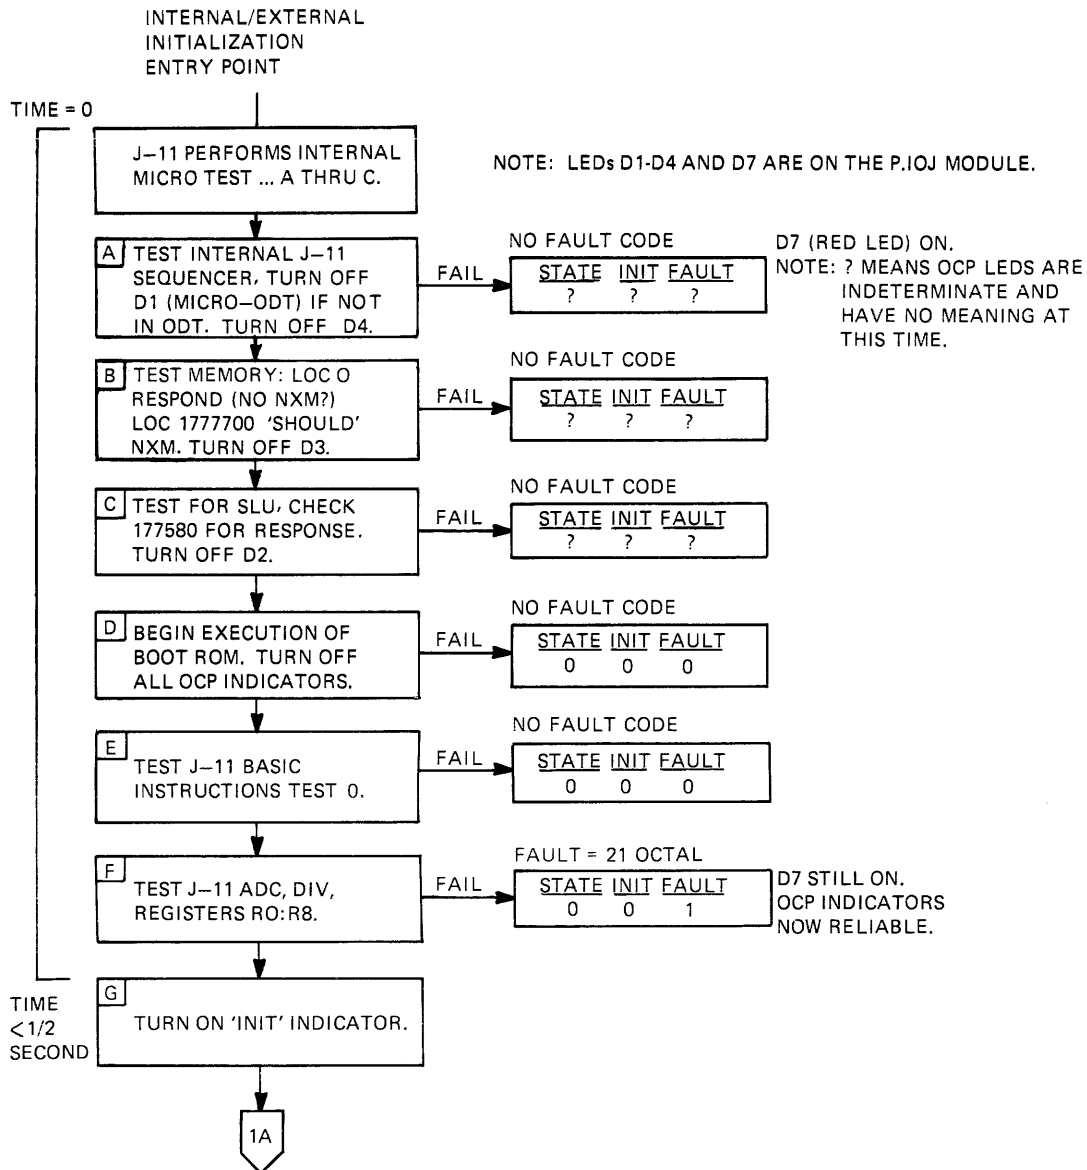 INTERNAL/EXTERNAL
INITIALIZATION
ENTRY POINT
TIME = 0
J–11 PERFORMS INTERNAL
MICRO TEST ... A THRU C.
NOTE: LEDs D1-D4 AND D7 ARE ON THE P.IOJ MODULE.
A
TEST INTERNAL J–11
SEQUENCER, TURN OFF
D1 (MICRO–ODT) IF NOT
IN ODT. TURN OFF D4.
FAIL
NO FAULT CODE
STATE INIT FAULT
? ? ?
D7 (RED LED) ON.
NOTE: ? MEANS OCP LEDS ARE
INDETERMINATE AND
HAVE NO MEANING AT
THIS TIME.
B
TEST MEMORY: LOC O
RESPOND (NO NXM?)
LOC 1777700 'SHOULD'
NXM. TURN OFF D3.
FAIL
NO FAULT CODE
STATE INIT FAULT
? ? ?
C
TEST FOR SLU, CHECK
177580 FOR RESPONSE.
TURN OFF D2.
FAIL
NO FAULT CODE
STATE INIT FAULT
? ? ?
D
BEGIN EXECUTION OF
BOOT ROM. TURN OFF
ALL OCP INDICATORS.
FAIL
NO FAULT CODE
STATE INIT FAULT
0 0 0
E
TEST J–11 BASIC
INSTRUCTIONS TEST 0.
FAIL
NO FAULT CODE
STATE INIT FAULT
0 0 0
F
TEST J–11 ADC, DIV,
REGISTERS RO:R8.
FAIL
FAULT = 21 OCTAL
STATE INIT FAULT
0 0 1
D7 STILL ON.
OCP INDICATORS
NOW RELIABLE.
G
TURN ON 'INIT' INDICATOR.
TIME
<1/2
SECOND
1A